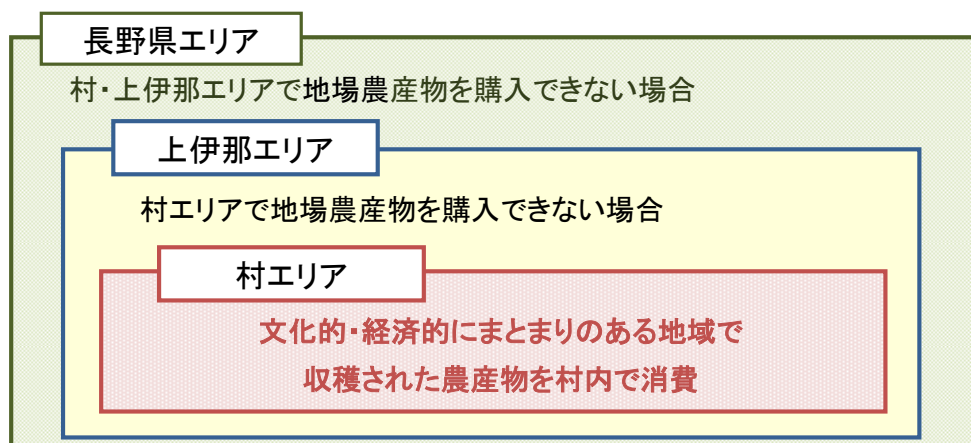 長野県エリア
村・上伊那エリアで地場農産物を購入できない場合
上伊那エリア
村エリアで地場農産物を購入できない場合
村エリア
文化的・経済的にまとまりのある地域で
収穫された農産物を村内で消費